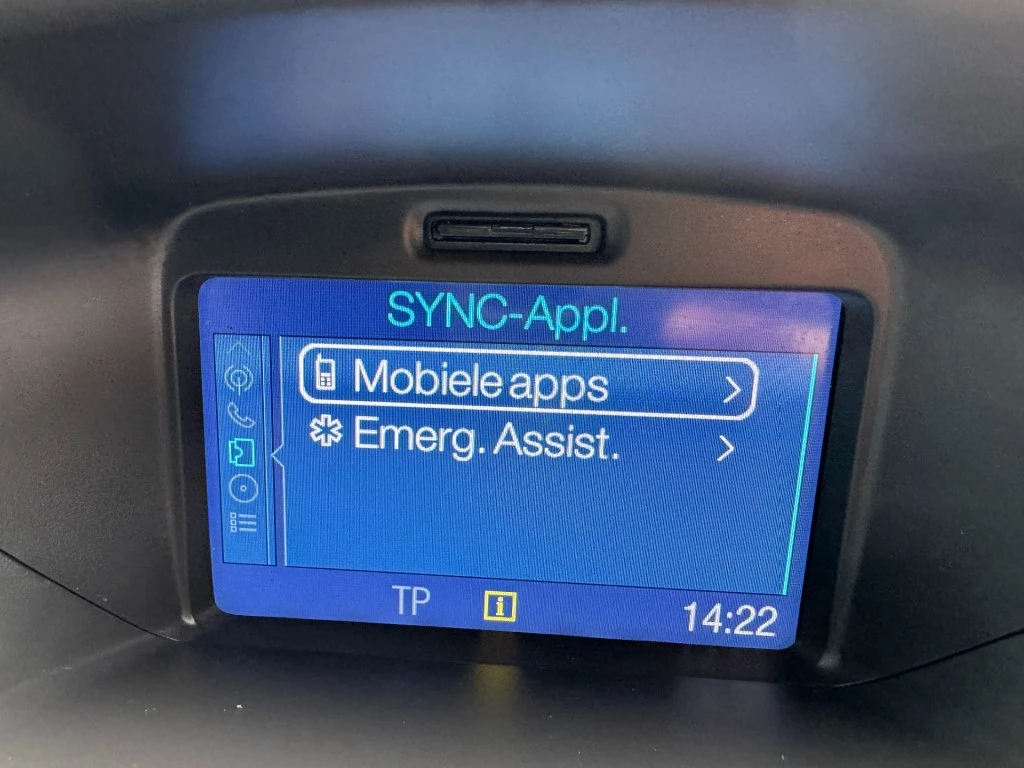 SYNC-Appl.
Mobiele apps
Emerg. Assist.
TP i 14:22